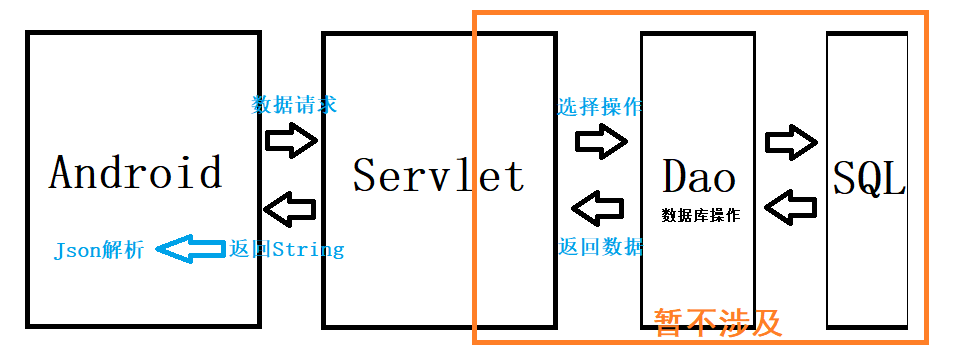 数据请求
选择操作
Android
Servlet
Dao
数据库操作
SQL
Json解析
返回String
返回数据
暂不涉及